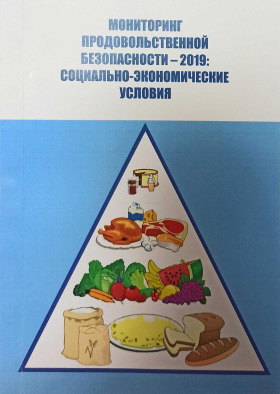 МОНИТОРИНГ
ПРОДОВОЛЬСТВЕННОЙ
БЕЗОПАСНОСТИ – 2019:
СОЦИАЛЬНО-ЭКОНОМИЧЕСКИЕ
УСЛОВИЯ